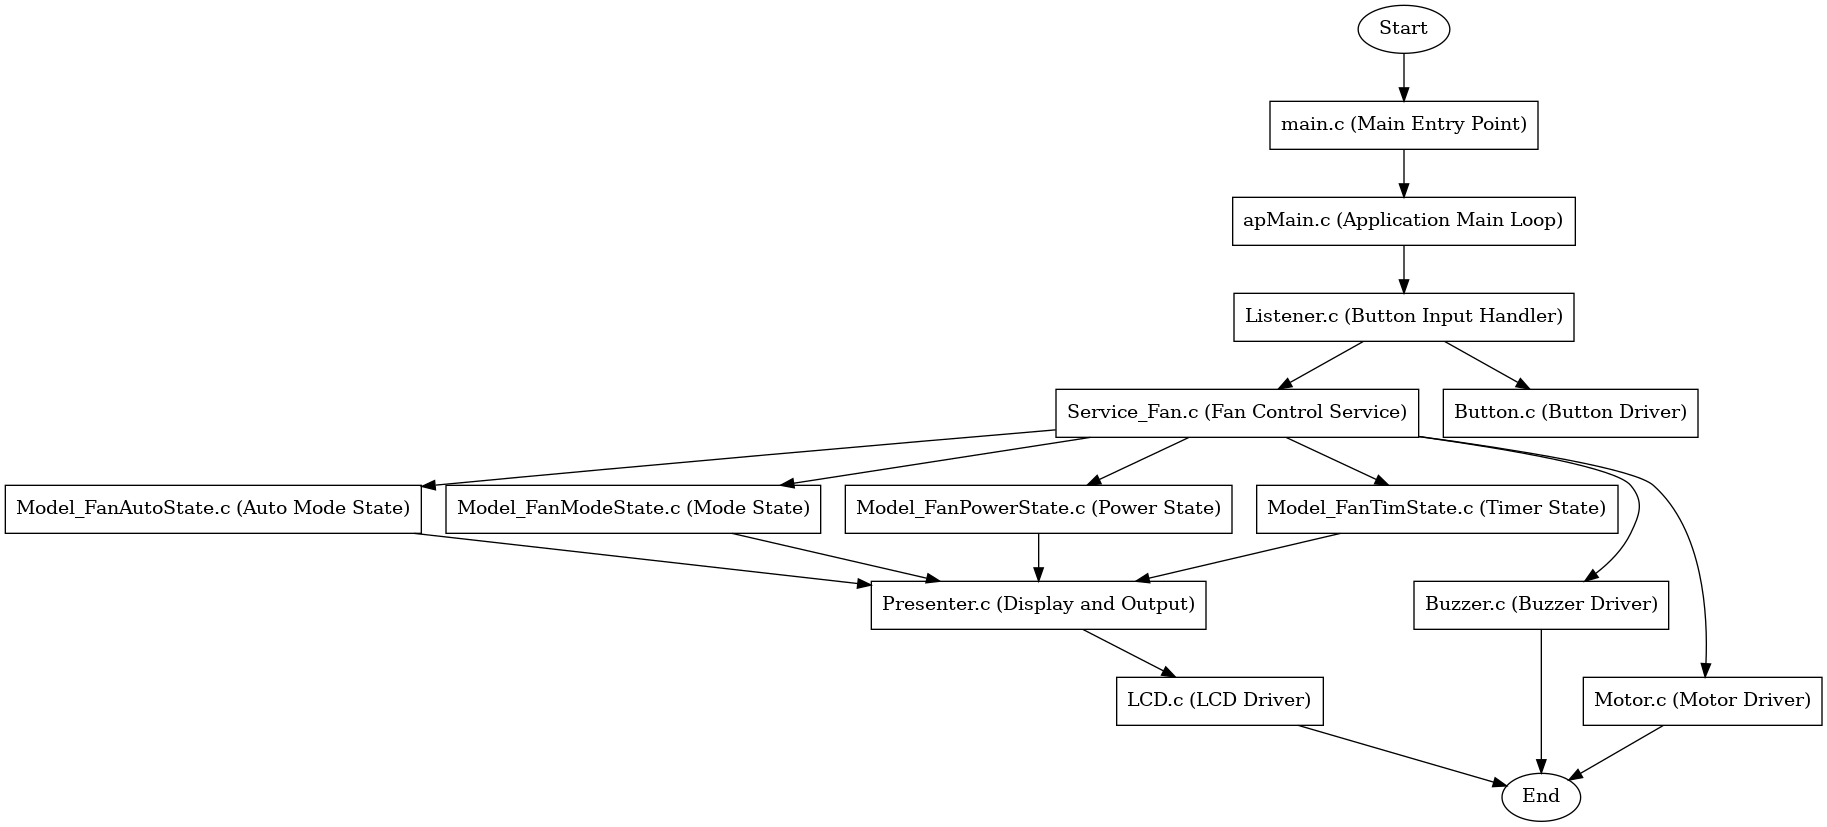 Start
main.c (Main Entry Point)
apMain.c (Application Main Loop)
Listener.c (Button Input Handler)
Service_Fan.c (Fan Control Service)
Button.c (Button Driver)
Model_FanAutoState.c (Auto Mode State)
Model_FanModeState.c (Mode State)
Model_FanPowerState.c (Power State)
Model_FanTimState.c (Timer State)
Presenter.c (Display and Output)
Buzzer.c (Buzzer Driver)
LCD.c (LCD Driver)
Motor.c (Motor Driver)
End